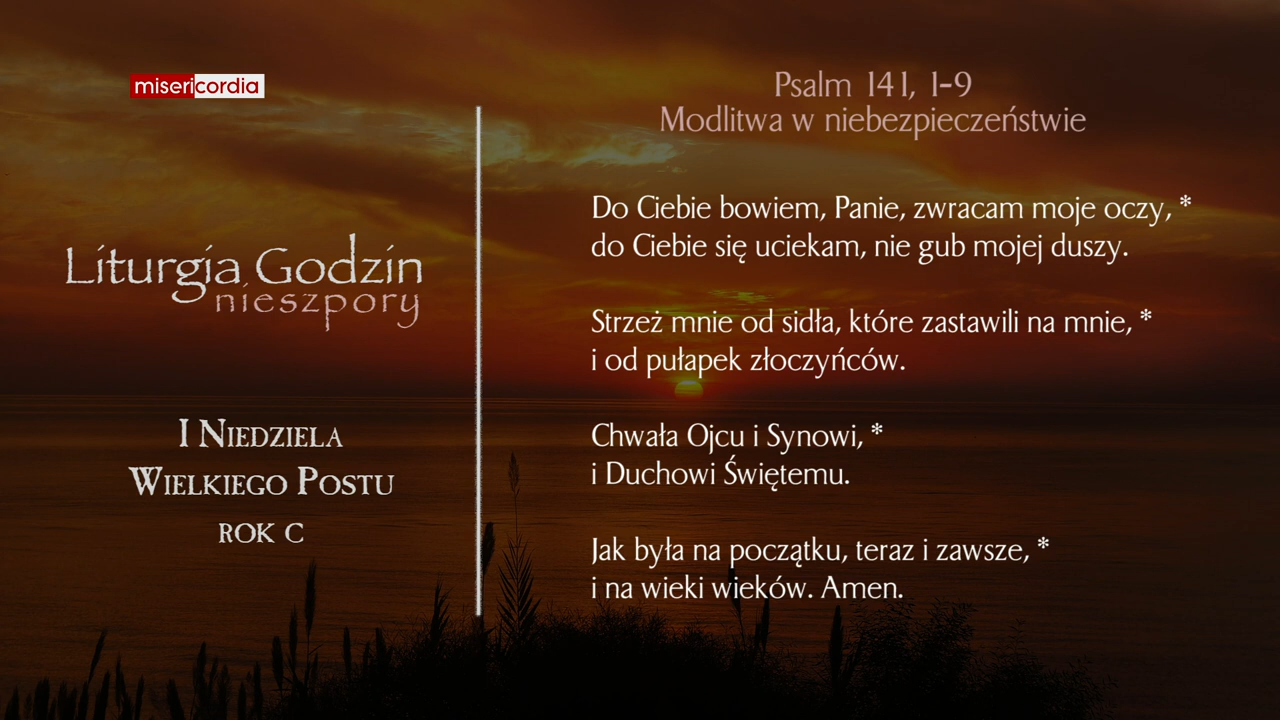 misericordia
Liturgia Godzin
nieszpory
I Niedziela
Wielkiego Postu
rok C
Psalm 141, 1-9
Modlitwa w niebezpieczeństwie
Do Ciebie bowiem, Panie, zwracam moje oczy, *
do Ciebie się uciekam, nie gub mojej duszy.
Strzeż mnie od sidła, które zastawili na mnie, *
i od pułapek złoczyńców.
Chwała Ojcu i Synowi, *
i Duchowi Świętemu.
Jak była na początku, teraz i zawsze, *
i na wieki wieków. Amen.